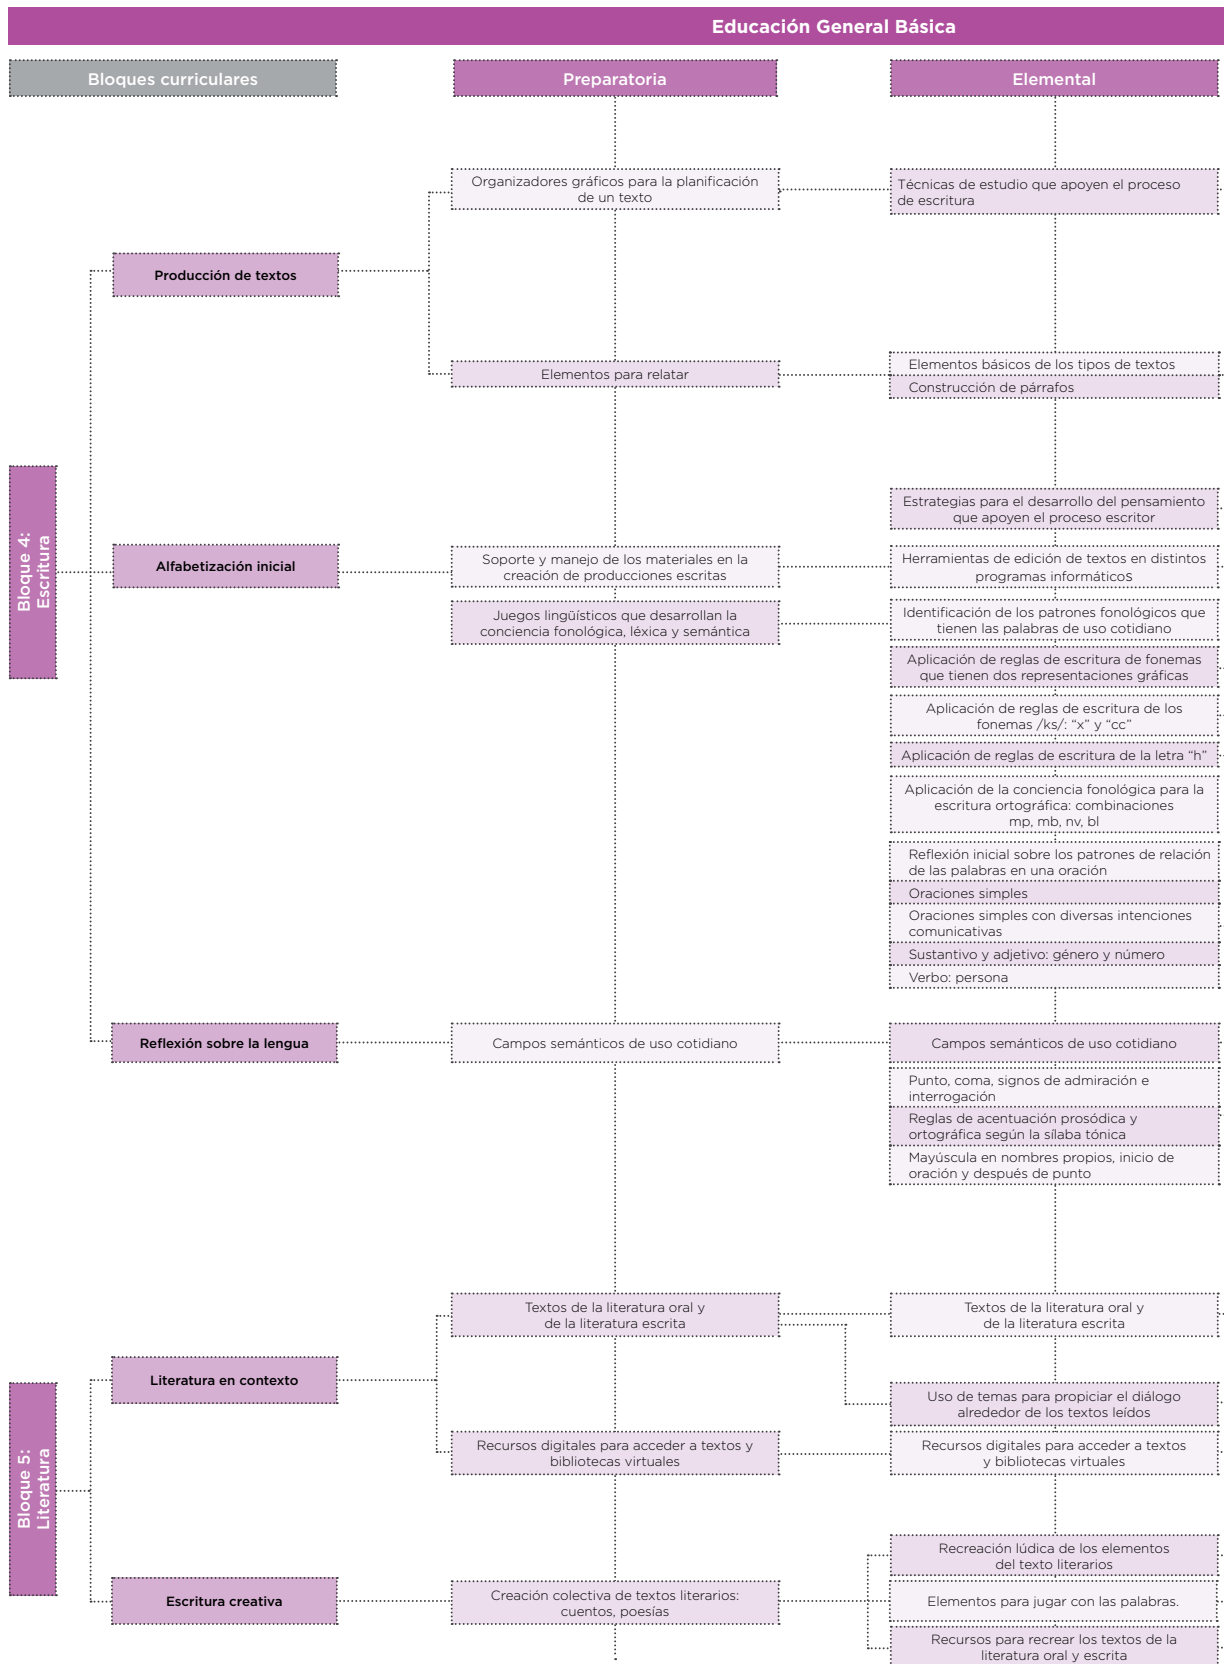 Educación General Básica
Bloques curriculares
Preparatoria
Elemental
Organizadores gráficos para la planificación
de un texto
Técnicas de estudio que apoyen el proceso
de escritura
Producción de textos
Elementos para relatar
Elementos básicos de los tipos de textos
Construcción de párrafos
Bloque 4:
Escritura
Estrategias para el desarrollo del pensamiento
que apoyen el proceso escritor
Alfabetización inicial
Soporte y manejo de los materiales en la
creación de producciones escritas
Herramientas de edición de textos en distintos
programas informáticos
Juegos lingüísticos que desarrollan la
conciencia fonológica, léxica y semántica
Identificación de los patrones fonológicos que
tienen las palabras de uso cotidiano
Aplicación de reglas de escritura de fonemas
que tienen dos representaciones gráficas
Aplicación de reglas de escritura de los
fonemas /ks/: “x” y “cc”
Aplicación de reglas de escritura de la letra “h”
Aplicación de la conciencia fonológica para la
escritura ortográfica: combinaciones
mp, mb, nv, bl
Reflexión inicial sobre los patrones de relación
de las palabras en una oración
Oraciones simples
Oraciones simples con diversas intenciones
comunicativas
Sustantivo y adjetivo: género y número
Verbo: persona
Reflexión sobre la lengua
Campos semánticos de uso cotidiano
Campos semánticos de uso cotidiano
Punto, coma, signos de admiración e
interrogación
Reglas de acentuación prosódica y
ortográfica según la sílaba tónica
Mayúscula en nombres propios, inicio de
oración y después de punto
Bloque 5:
Literatura
Literatura en contexto
Textos de la literatura oral y
de la literatura escrita
Textos de la literatura oral y
de la literatura escrita
Uso de temas para propiciar el diálogo
alrededor de los textos leídos
Recursos digitales para acceder a textos y
bibliotecas virtuales
Recursos digitales para acceder a textos
y bibliotecas virtuales
Escritura creativa
Creación colectiva de textos literarios:
cuentos, poesías
Recreación lúdica de los elementos
del texto literarios
Elementos para jugar con las palabras.
Recursos para recrear los textos de la
literatura oral y escrita